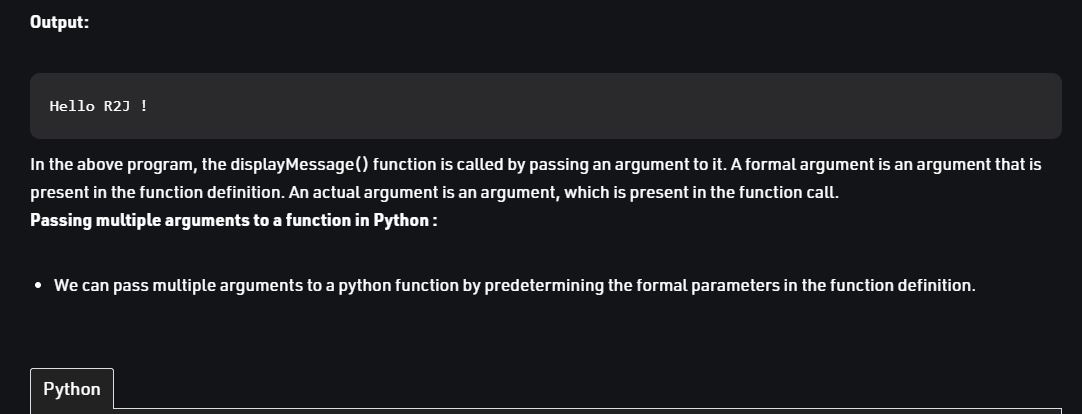 Output:
Hello R2J !
In the above program, the displayMessage() function is called by passing an argument to it. A formal argument is an argument that is
present in the function definition. An actual argument is an argument, which is present in the function call.
Passing multiple arguments to a function in Python :
• We can pass multiple arguments to a python function by predetermining the formal parameters in the function definition.
Python